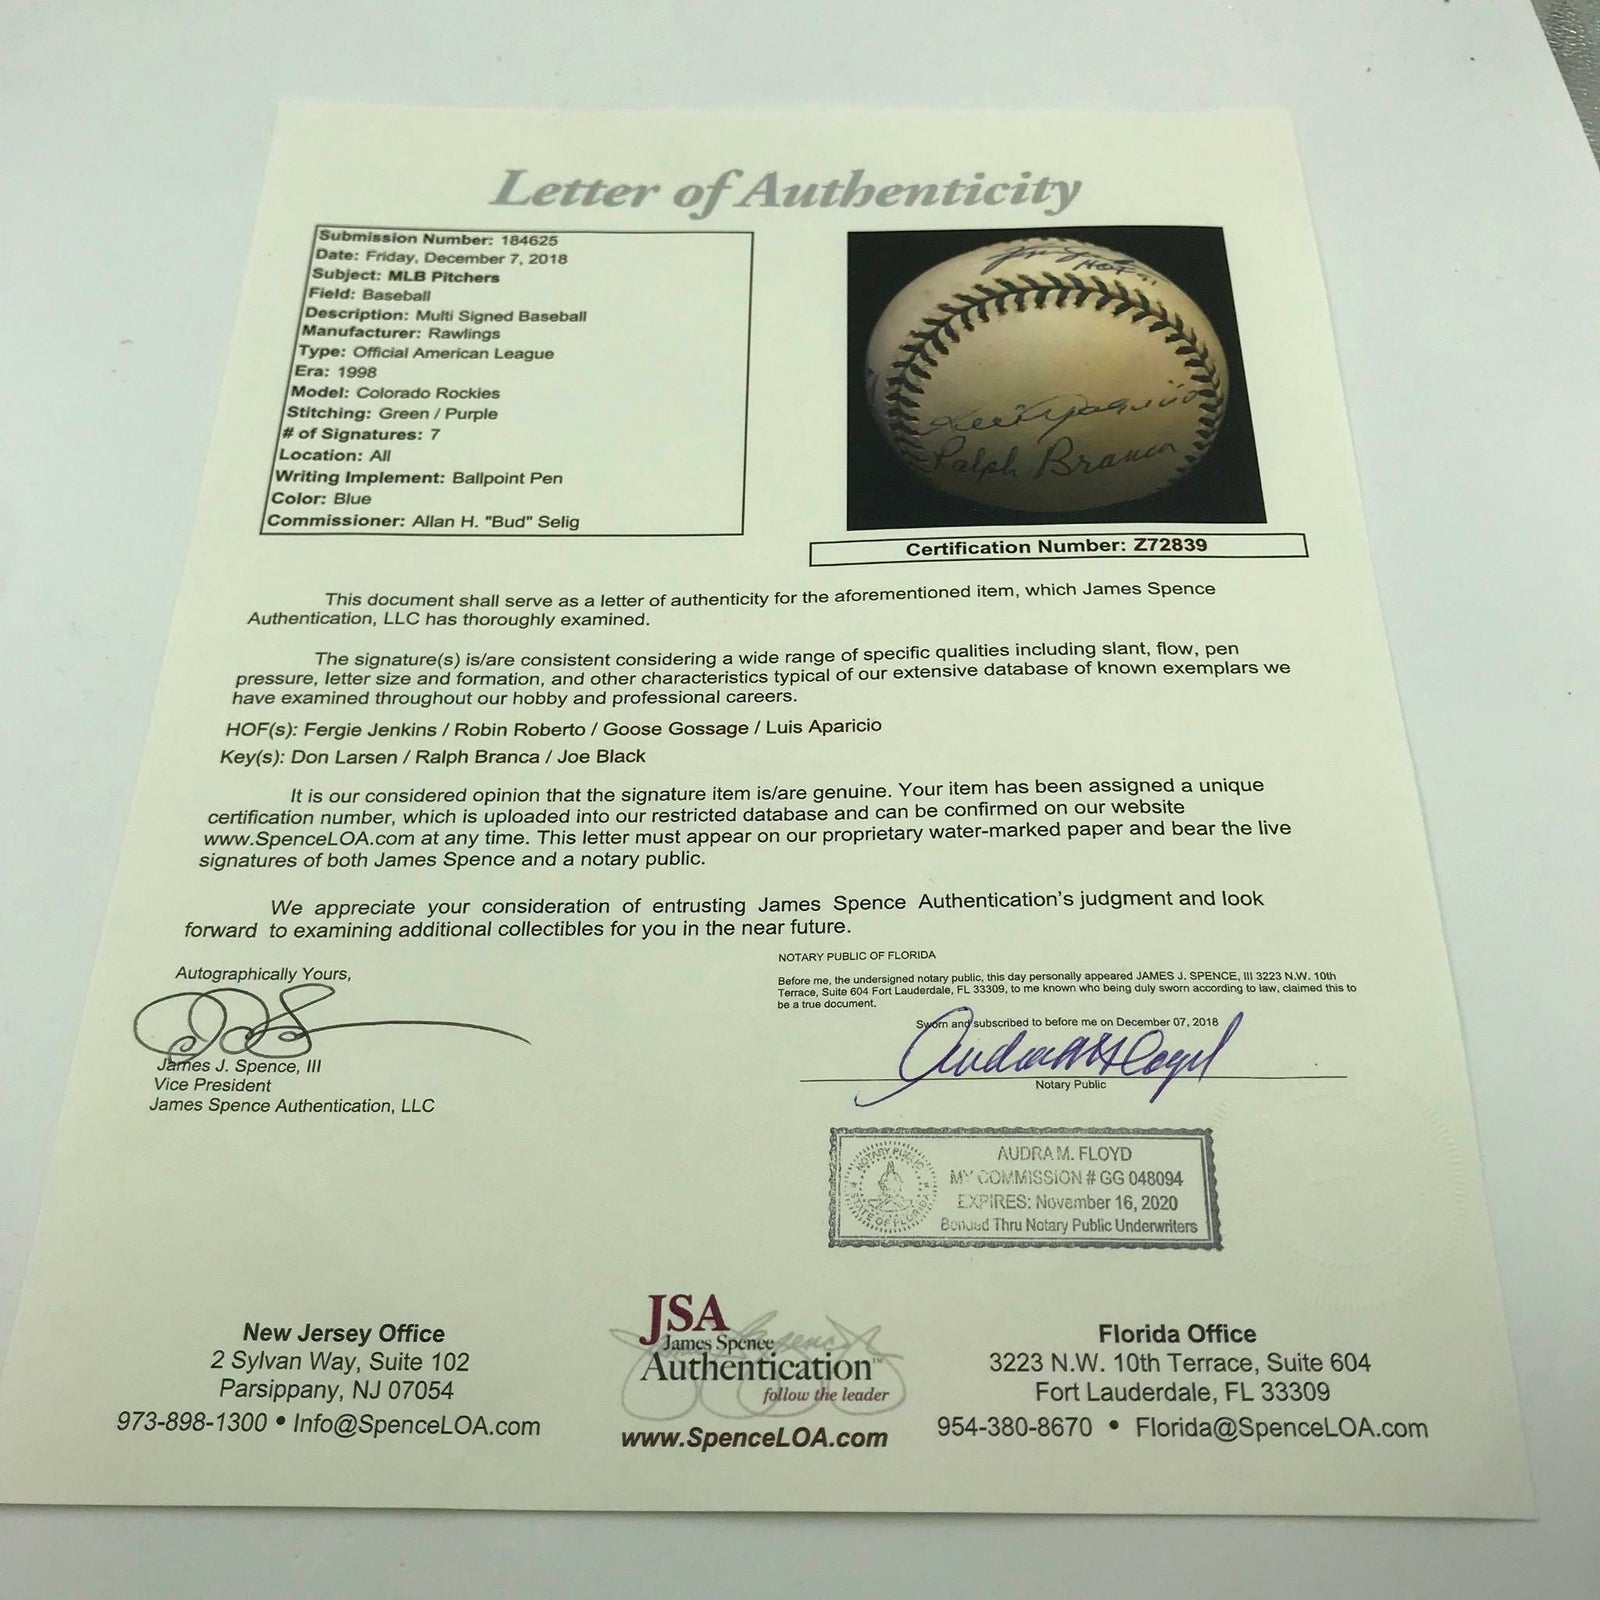 Letter of Authenticity
Submission Number: 184625
Date: Friday, December 7, 2018
Subject: MLB Pitchers
Field: Baseball
Description: Multi Signed Baseball
Manufacturer: Rawlings
Type: Official American League
Era: 1998
Model: Colorado Rockies
Stitching: Green / Purple
# of Signatures: 7
Location: All
Writing Implement: Ballpoint Pen
Color: Blue
Commissioner: Allan H. "Bud" Selig
HOF
Luis Aparicio
Ralph Branca
Certification Number: Z72839
This document shall serve as a letter of authenticity for the aforementioned item, which James Spence
Authentication, LLC has thoroughly examined.
The signature(s) is/are consistent considering a wide range of specific qualities including slant, flow, pen
pressure, letter size and formation, and other characteristics typical of our extensive database of known exemplars we
have examined throughout our hobby and professional careers.
HOF(s): Fergie Jenkins / Robin Roberto / Goose Gossage / Luis Aparicio
Key(s): Don Larsen / Ralph Branca / Joe Black
It is our considered opinion that the signature item is/are genuine. Your item has been assigned a unique
certification number, which is uploaded into our restricted database and can be confirmed on our website
www.SpenceLOA.com at any time. This letter must appear on our proprietary water-marked paper and bear the live
signatures of both James Spence and a notary public.
We appreciate your consideration of entrusting James Spence Authentication's judgment and look
forward to examining additional collectibles for you in the near future.
Autographically Yours,
James J. Spence, III
Vice President
James Spence Authentication, LLC
NOTARY PUBLIC OF FLORIDA
Before me, the undersigned notary public, this day personally appeared JAMES J. SPENCE, III 3223 N.W. 10th
Terrace, Suite 604 Fort Lauderdale, FL 33309, to me known who being duly sworn according to law, claimed this to
be a true document.
Sworn and subscribed to before me on December 07, 2018
Audra M Floyd
Notary Public
NOTARY PUBLIC
STATE OF FLORIDA
AUDRA M. FLOYD
MY COMMISSION # GG 048094
EXPIRES: November 16, 2020
Bonded Thru Notary Public Underwriters
New Jersey Office
2 Sylvan Way, Suite 102
Parsippany, NJ 07054
973-898-1300 • Info@SpenceLOA.com
JSA
James Spence
Authentication™
follow the leader
www.SpenceLOA.com
Florida Office
3223 N.W. 10th Terrace, Suite 604
Fort Lauderdale, FL 33309
954-380-8670 • Florida@SpenceLOA.com